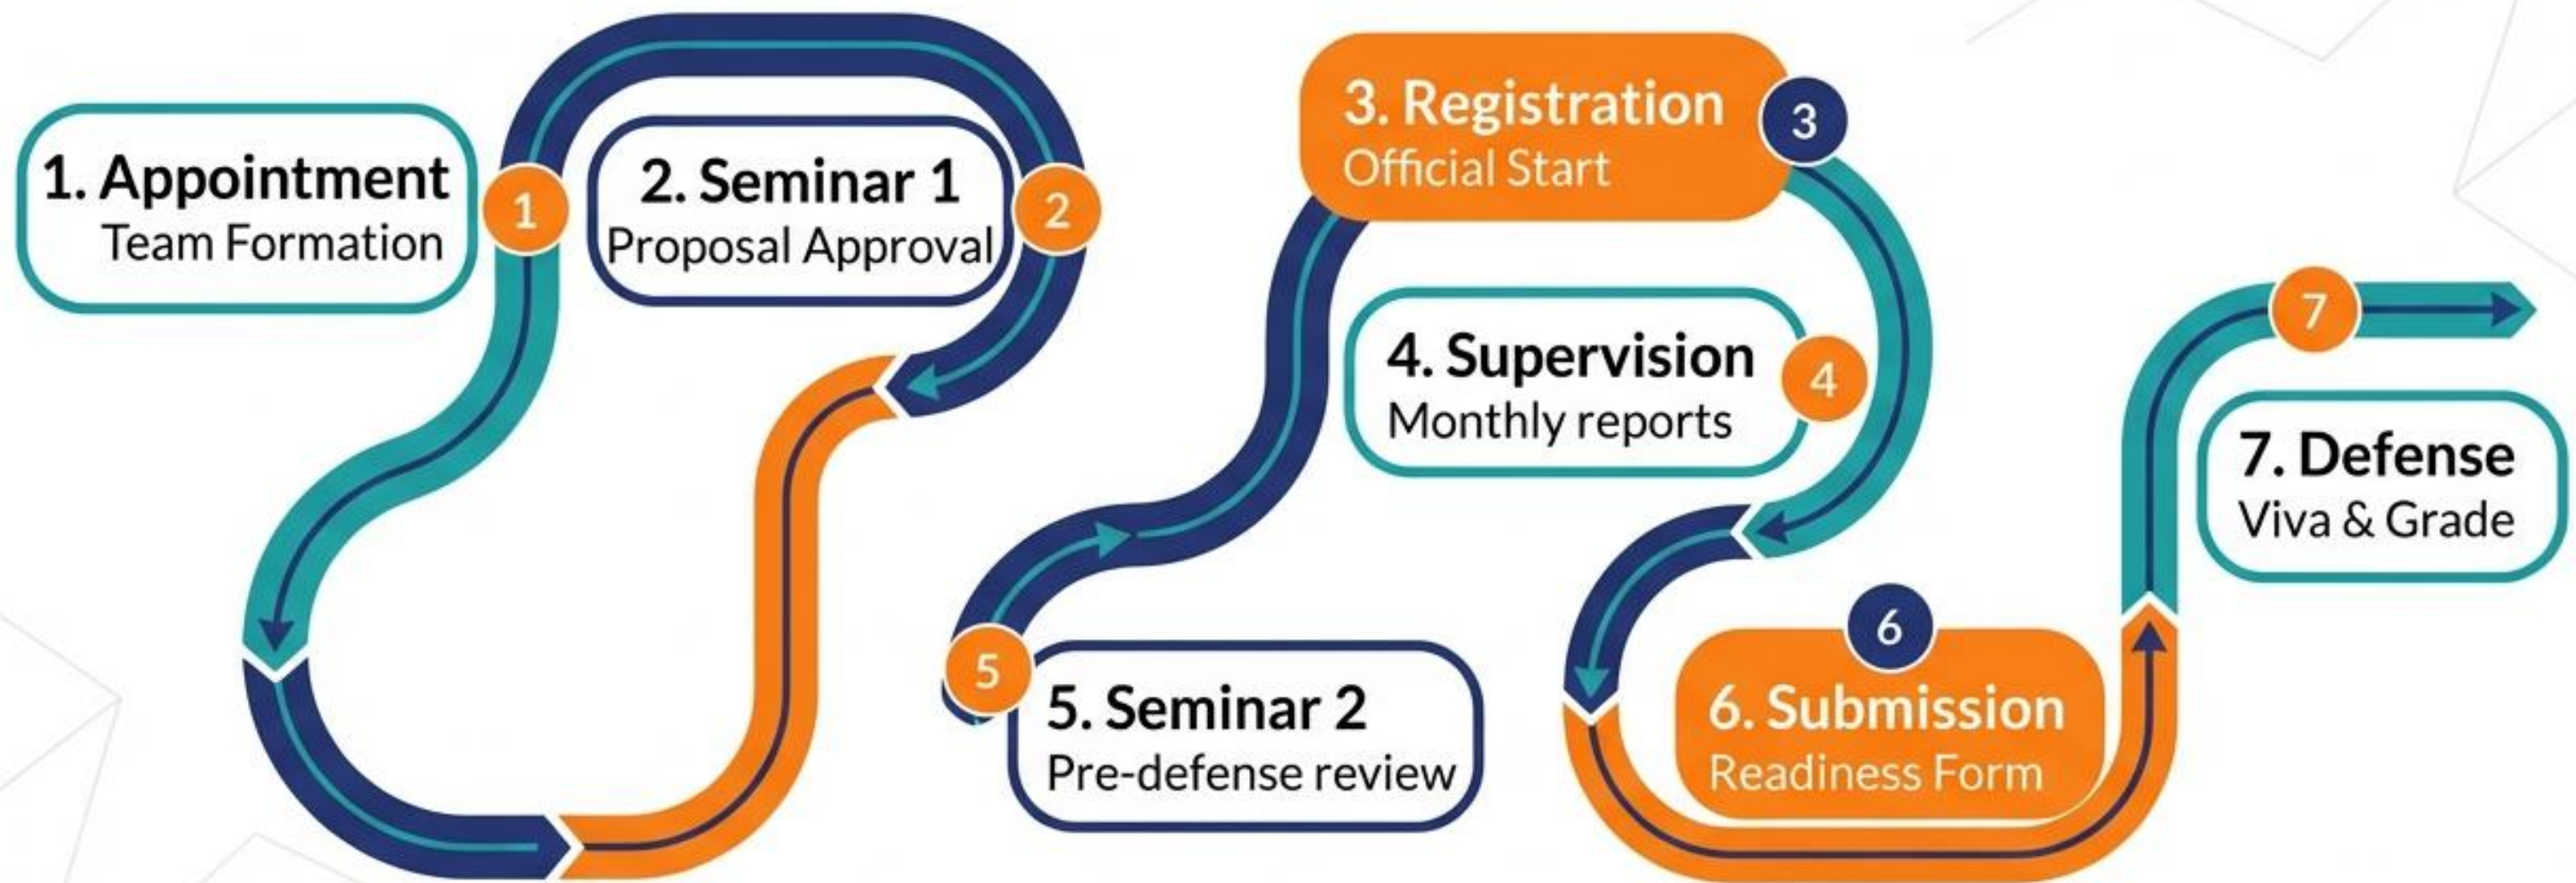 1. Appointment
Team Formation
1
2. Seminar 1
Proposal Approval
2
3. Registration
Official Start
3
4. Supervision
Monthly reports
4
5
5. Seminar 2
Pre-defense review
6
6. Submission
Readiness Form
7
7. Defense
Viva & Grade